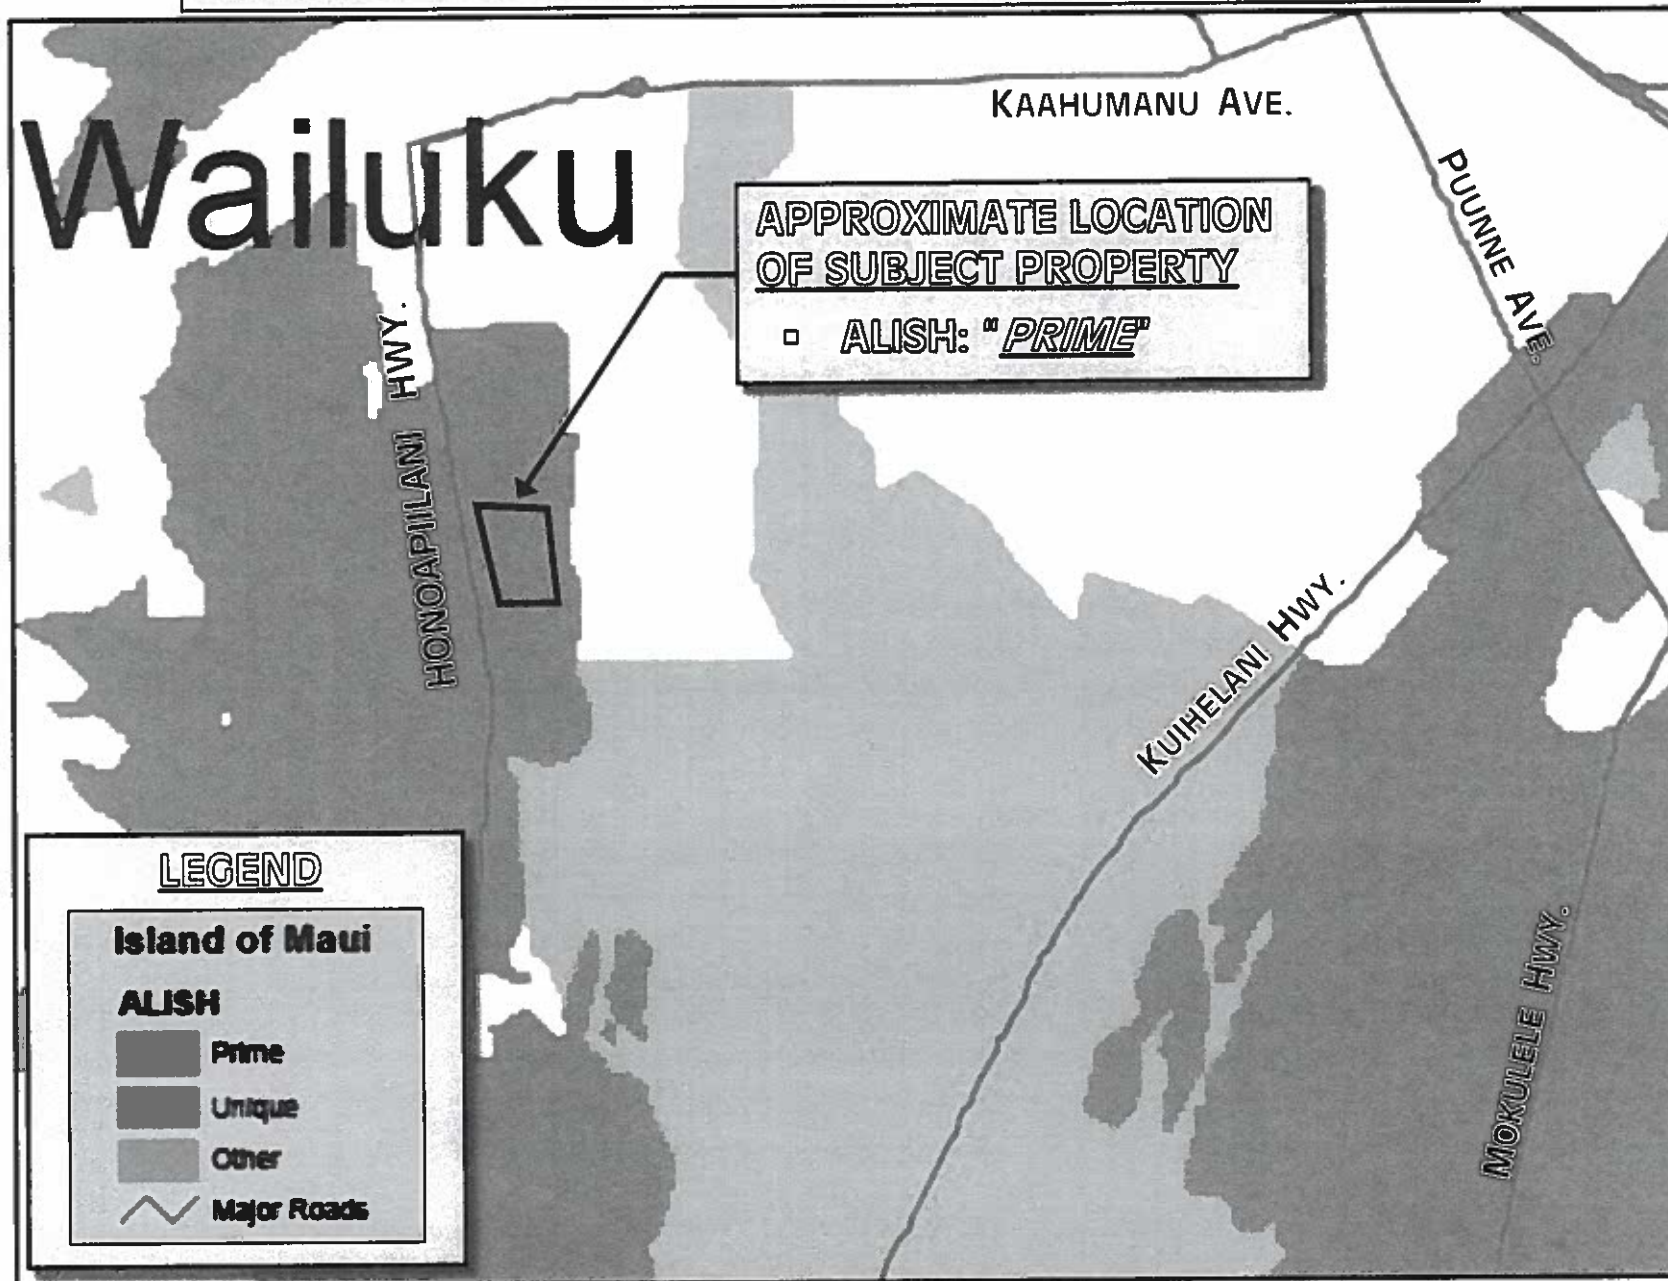 KAAHUMANU AVE.
Wailuku
PUUNNE AVE.
APPROXIMATE LOCATION
OF SUBJECT PROPERTY
▫ ALISH: "PRIME"
HONOAPIILANI HWY.
KUIHELANI HWY.
MOKULELE HWY.
LEGEND
Island of Maui
ALISH
Prime
Unique
Other
Major Roads